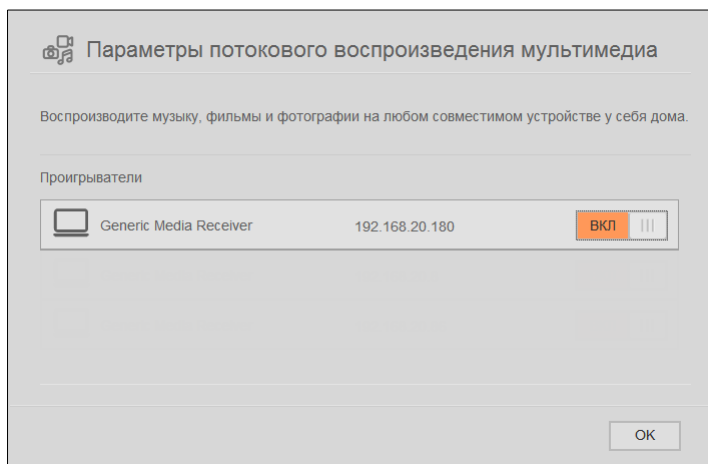 Параметры потокового воспроизведения мультимедиа
Воспроизводите музыку, фильмы и фотографии на любом совместимом устройстве у себя дома.
Проигрыватели
Generic Media Receiver 192.168.20.180 ВКЛ
OK